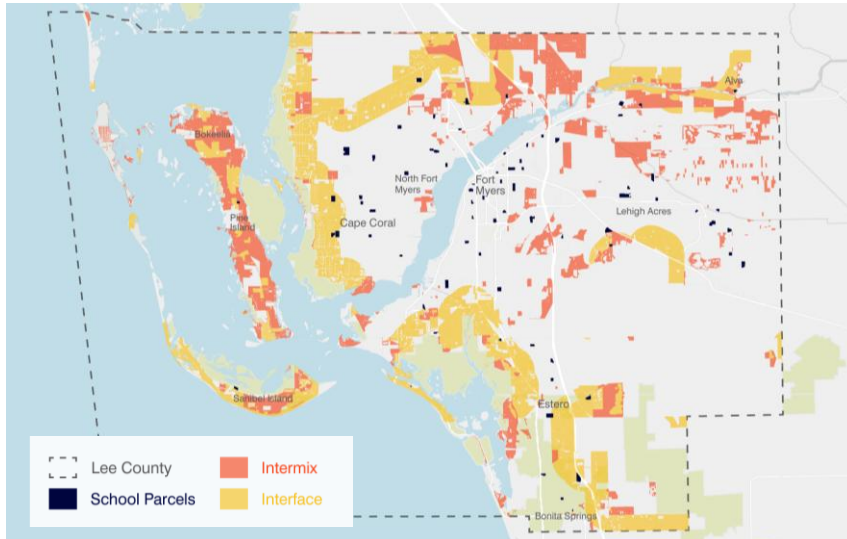 Alva
Bokeelia
North Fort
Myers
Fort
Myers
Pine
Island
Cape Coral
Lehigh Acres
Sanibel Island
Estero
Bonita Springs
Lee County
Intermix
School Parcels
Interface